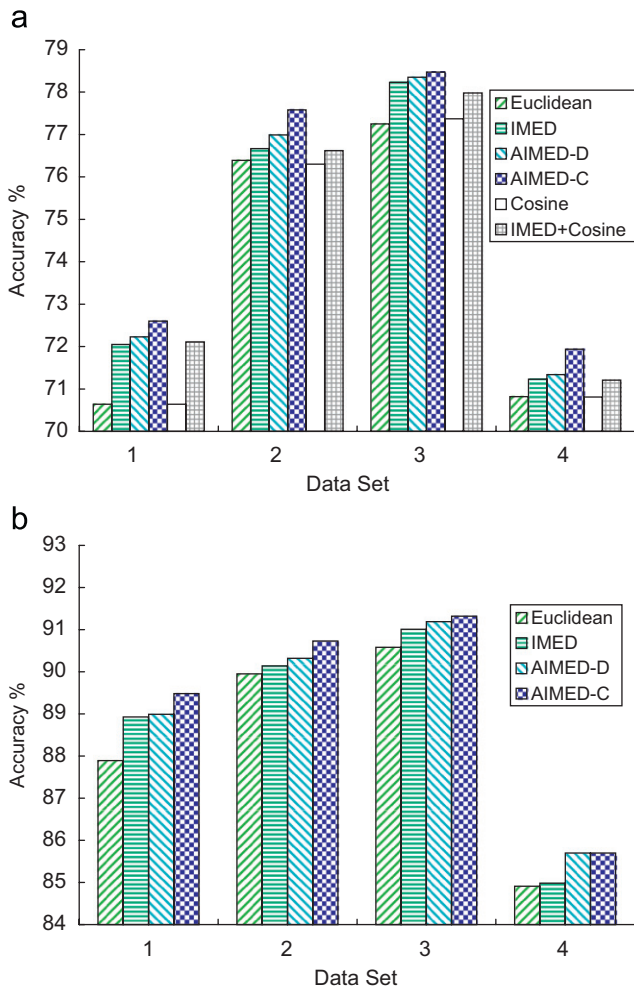 a
79
78
77
76
75
74
73
72
71
70
Accuracy %
Euclidean
IMED
AIMED-D
AIMED-C
Cosine
IMED+Cosine
1 2 3 4
Data Set
b
93
92
91
90
89
88
87
86
85
84
Accuracy %
Euclidean
IMED
AIMED-D
AIMED-C
1 2 3 4
Data Set